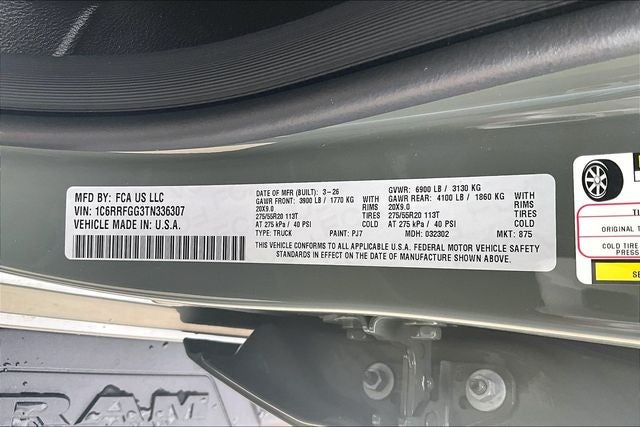 MFD BY: FCA US LLC
VIN: 1C6RRFGG3TN336307
VEHICLE MADE IN: U.S.A.
DATE OF MFR (BUILT) 3-26
GAWR FRONT: 3900 LB / 1770 KG WITH
20X9.0 RIMS
275/55R20 113T TIRES
AT 275 kPa / 40 PSI COLD
TYPE: TRUCK PAINT: PJ7
GVWR: 6900 LB / 3130 KG
GAWR REAR: 4100 LB / 1860 KG WITH
20X9.0 RIMS
275/55R20 113T TIRES
AT 275 kPa / 40 PSI COLD
MDH: 032302 MKT: 875
THIS VEHICLE CONFORMS TO ALL APPLICABLE U.S.A. FEDERAL MOTOR VEHICLE SAFETY
STANDARDS IN EFFECT ON THE DATE OF MANUFACTURE SHOWN ABOVE.
ORIGINAL
COLD TIRE
PRESSURE
RAM